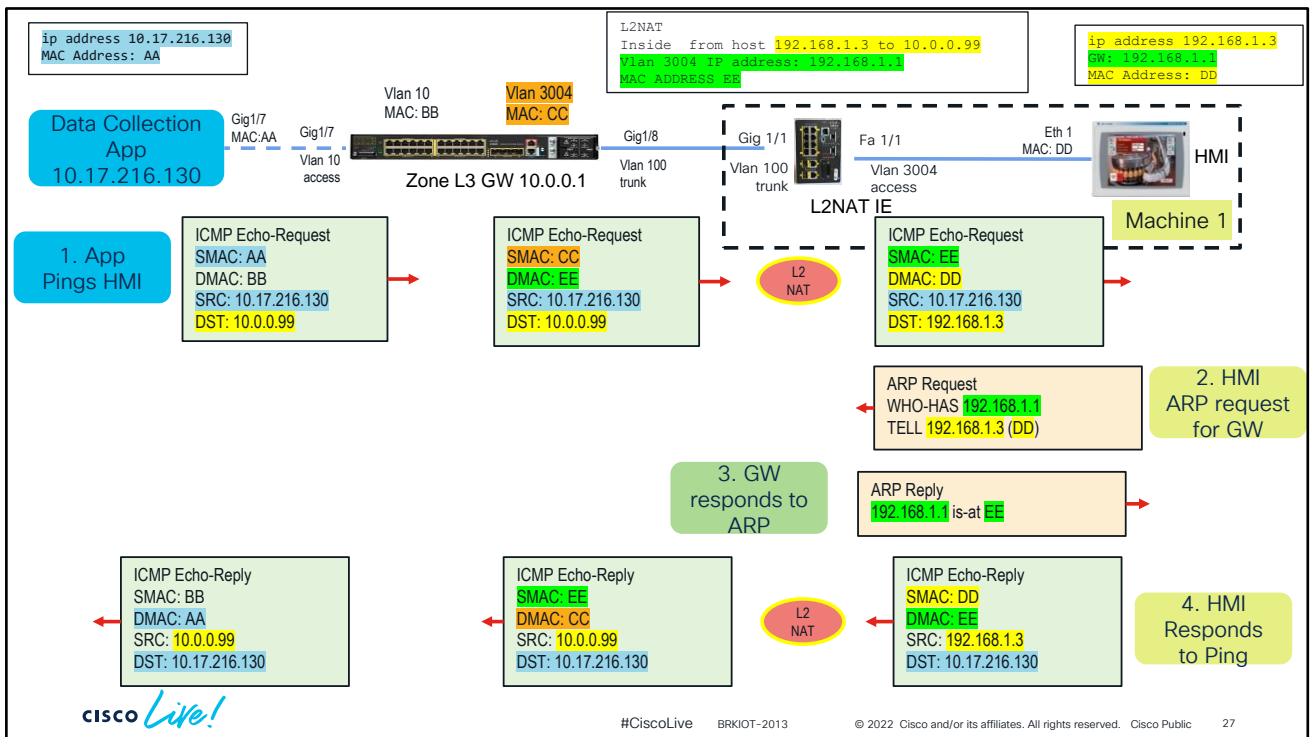 ip address 10.17.216.130
MAC Address: AA
L2NAT
Inside from host 192.168.1.3 to 10.0.0.99
Vlan 3004 IP address: 192.168.1.1
MAC ADDRESS EE
ip address 192.168.1.3
GW: 192.168.1.1
MAC Address: DD
Data Collection
App
10.17.216.130
Gig1/7
MAC:AA
Gig1/7
Vlan 10
access
Vlan 10
MAC: BB
Vlan 3004
MAC: CC
Zone L3 GW 10.0.0.1
Gig1/8
Vlan 100
trunk
Gig 1/1
Vlan 100
trunk
L2NAT IE
Fa 1/1
Vlan 3004
access
Eth 1
MAC: DD
HMI
Machine 1
1. App
Pings HMI
ICMP Echo-Request
SMAC: AA
DMAC: BB
SRC: 10.17.216.130
DST: 10.0.0.99
ICMP Echo-Request
SMAC: CC
DMAC: EE
SRC: 10.17.216.130
DST: 10.0.0.99
L2
NAT
ICMP Echo-Request
SMAC: EE
DMAC: DD
SRC: 10.17.216.130
DST: 192.168.1.3
ARP Request
WHO-HAS 192.168.1.1
TELL 192.168.1.3 (DD)
2. HMI
ARP request
for GW
3. GW
responds to
ARP
ARP Reply
192.168.1.1 is-at EE
ICMP Echo-Reply
SMAC: BB
DMAC: AA
SRC: 10.0.0.99
DST: 10.17.216.130
ICMP Echo-Reply
SMAC: EE
DMAC: CC
SRC: 10.0.0.99
DST: 10.17.216.130
L2
NAT
ICMP Echo-Reply
SMAC: DD
DMAC: EE
SRC: 192.168.1.3
DST: 10.17.216.130
4. HMI
Responds
to Ping
CISCO Live!
#CiscoLive BRKIOT-2013 © 2022 Cisco and/or its affiliates. All rights reserved. Cisco Public 27